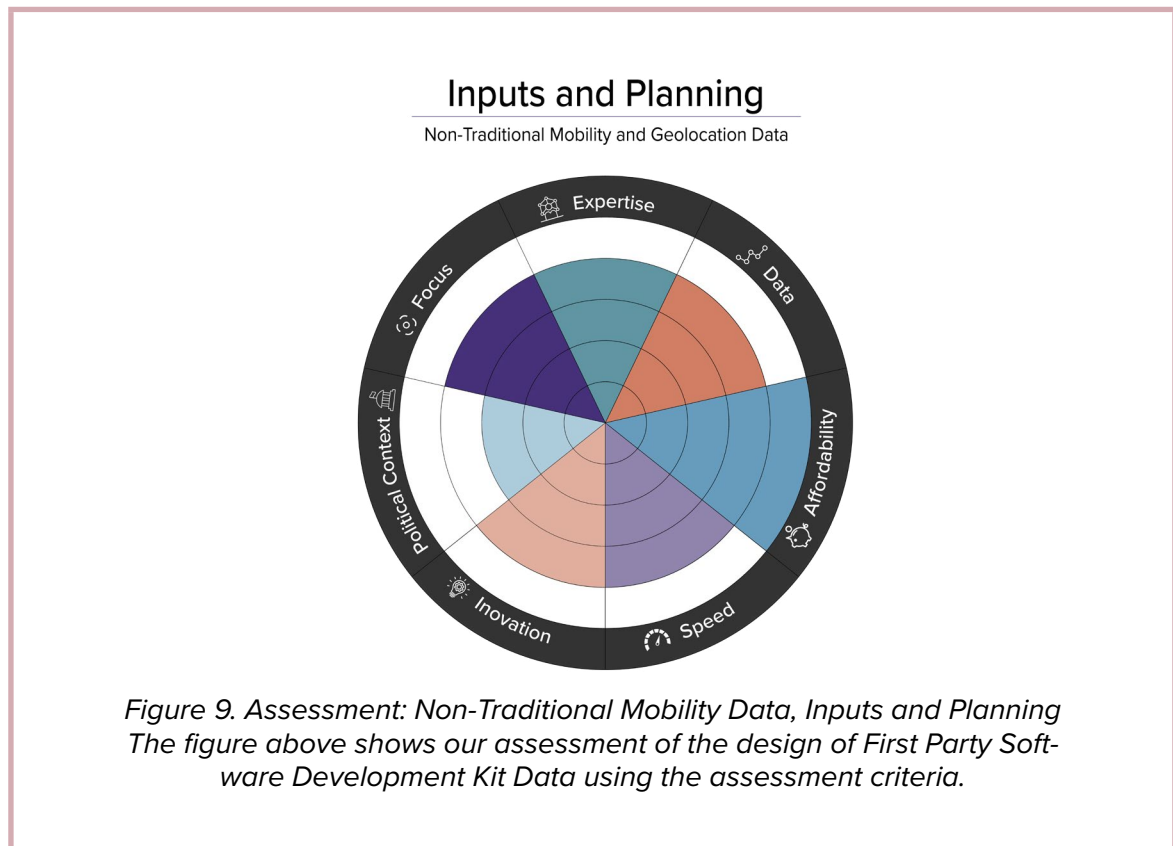 Inputs and Planning
Non-Traditional Mobility and Geolocation Data
Expertise
Data
Affordability
Speed
Inovation
Political Context
Focus
Figure 9. Assessment: Non-Traditional Mobility Data, Inputs and Planning
The figure above shows our assessment of the design of First Party Soft-
ware Development Kit Data using the assessment criteria.